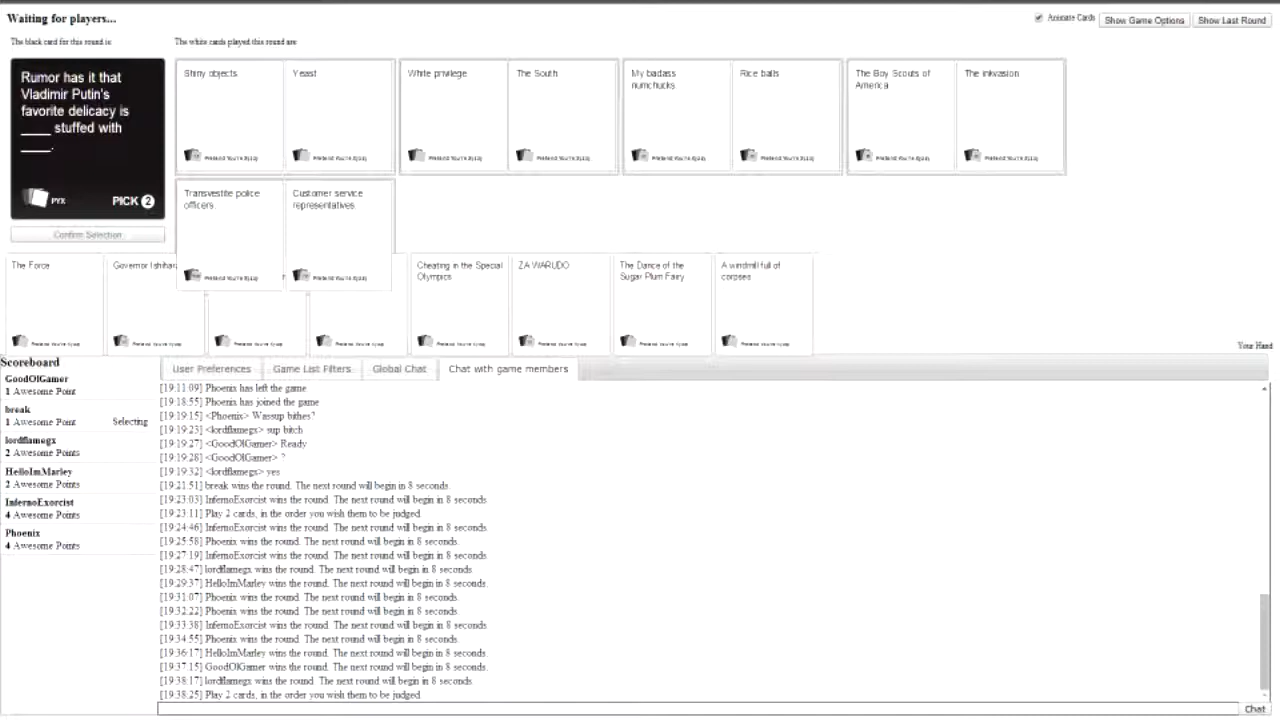 Waiting for players...
Animate Cards
Show Game Options
Show Last Round
The black card for this round is:
The white cards played this round are:
Rumor has it that
Vladimir Putin's
favorite delicacy is
____ stuffed with
____.
PYX
PICK 2
Confirm Selection
Shiny objects
Yeast
White privilege
The South
My badass
numchucks
Rice balls
The Boy Scouts of
America
The inkvasion
Transvestite police
officers.
Customer service
representatives
The Force
Governor Ishihar
Cheating in the Special
Olympics
ZA WARUDO
The Dance of the
Sugar Plum Fairy
A windmill full of
corpses
Your Hand
Scoreboard
GoodOlGamer
1 Awesome Point
break
1 Awesome Point
Selecting
lordflamegx
2 Awesome Points
HelloImMarley
2 Awesome Points
InfernoExorcist
4 Awesome Points
Phoenix
4 Awesome Points
User Preferences
Game List Filters
Global Chat
Chat with game members
[19:11:09] Phoenix has left the game
[19:18:55] Phoenix has joined the game
[19:19:15] <Phoenix> Wassup bithes?
[19:19:23] <lordflamegx> sup bitch
[19:19:27] <GoodOlGamer> Ready
[19:19:28] <GoodOlGamer> ?
[19:19:32] <lordflamegx> yes
[19:21:51] break wins the round. The next round will begin in 8 seconds.
[19:23:03] InfernoExorcist wins the round. The next round will begin in 8 seconds.
[19:23:11] Play 2 cards, in the order you wish them to be judged.
[19:24:46] InfernoExorcist wins the round. The next round will begin in 8 seconds.
[19:25:58] Phoenix wins the round. The next round will begin in 8 seconds.
[19:27:19] InfernoExorcist wins the round. The next round will begin in 8 seconds.
[19:28:47] lordflamegx wins the round. The next round will begin in 8 seconds.
[19:29:37] HelloImMarley wins the round. The next round will begin in 8 seconds.
[19:31:07] Phoenix wins the round. The next round will begin in 8 seconds.
[19:32:22] Phoenix wins the round. The next round will begin in 8 seconds.
[19:33:38] InfernoExorcist wins the round. The next round will begin in 8 seconds.
[19:34:55] Phoenix wins the round. The next round will begin in 8 seconds.
[19:36:17] HelloImMarley wins the round. The next round will begin in 8 seconds.
[19:37:15] GoodOlGamer wins the round. The next round will begin in 8 seconds.
[19:38:17] lordflamegx wins the round. The next round will begin in 8 seconds.
[19:38:25] Play 2 cards, in the order you wish them to be judged.
Chat